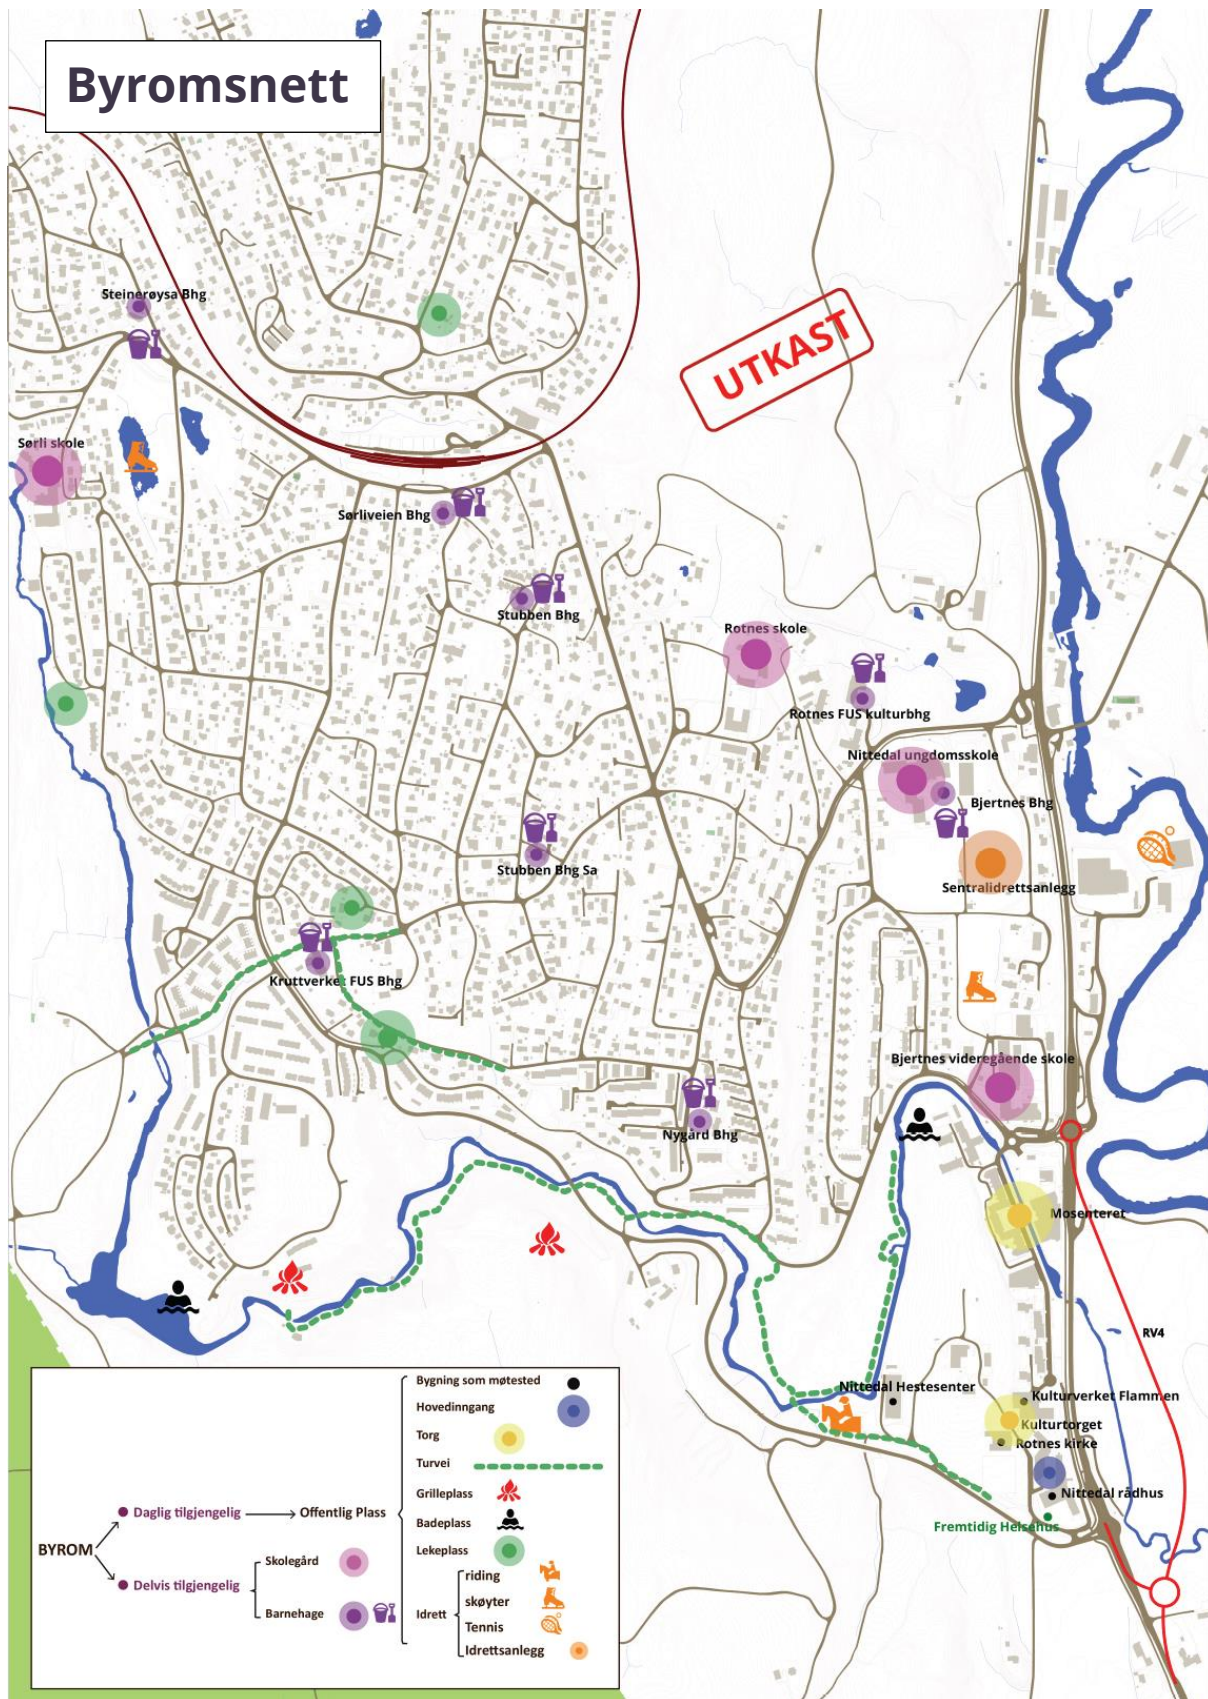 Byromsnett
Steinerøysa Bhg
UTKAST
Sørli skole
Sørliveien Bhg
Stubben Bhg
Rotnes skole
Rotnes FUS kulturbhg
Nittedal ungdomsskole
Bjertnes Bhg
Stubben Bhg Sa
Sentralidrettsanlegg
Kruttverket FUS Bhg
Bjertnes videregående skole
Nygård Bhg
Mosenteret
RV4
Nittedal Hestesenter
Kulturverket Flammen
Kulturtorget
Rotnes kirke
Nittedal rådhus
Fremtidig Helsehus
BYROM
Daglig tilgjengelig
Offentlig Plass
Delvis tilgjengelig
Skolegård
Barnehage
Bygning som møtested
Hovedinngang
Torg
Turvei
Grilleplass
Badeplass
Lekeplass
Idrett
riding
skøyter
Tennis
Idrettsanlegg